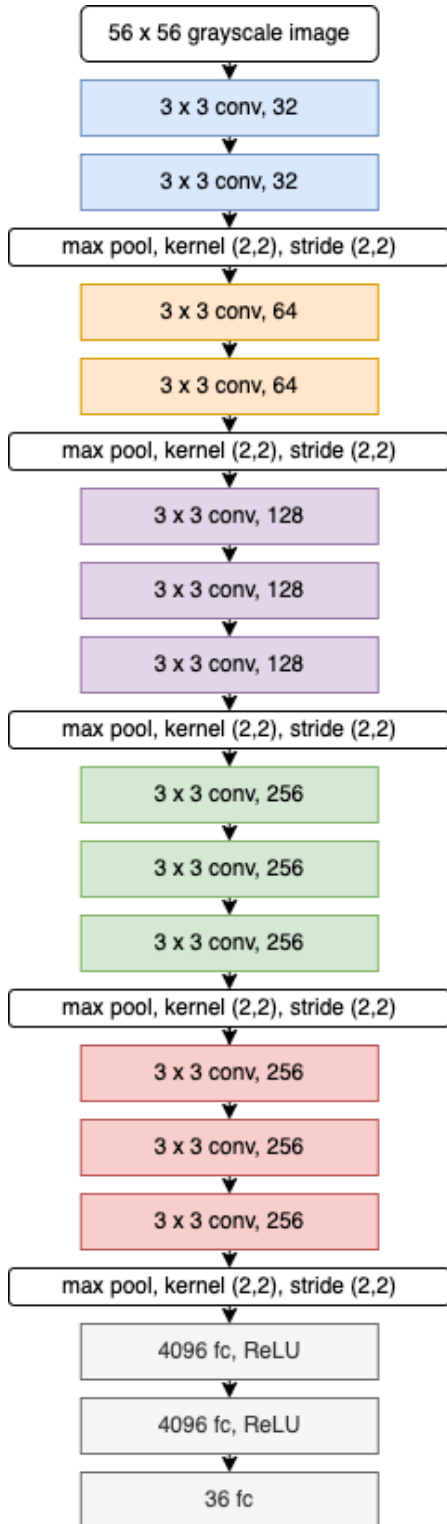 56 x 56 grayscale image
3 x 3 conv, 32
3 x 3 conv, 32
max pool, kernel (2,2), stride (2,2)
3 x 3 conv, 64
3 x 3 conv, 64
max pool, kernel (2,2), stride (2,2)
3 x 3 conv, 128
3 x 3 conv, 128
3 x 3 conv, 128
max pool, kernel (2,2), stride (2,2)
3 x 3 conv, 256
3 x 3 conv, 256
3 x 3 conv, 256
max pool, kernel (2,2), stride (2,2)
3 x 3 conv, 256
3 x 3 conv, 256
3 x 3 conv, 256
max pool, kernel (2,2), stride (2,2)
4096 fc, ReLU
4096 fc, ReLU
36 fc